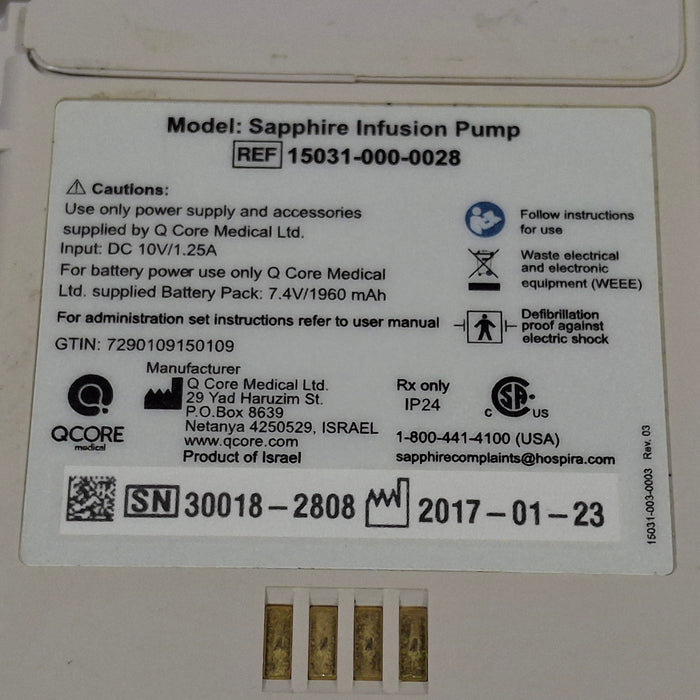 Model: Sapphire Infusion Pump
REF 15031-000-0028
Cautions:
Use only power supply and accessories
supplied by Q Core Medical Ltd.
Input: DC 10V/1.25A
For battery power use only Q Core Medical
Ltd. supplied Battery Pack: 7.4V/1960 mAh
For administration set instructions refer to user manual
GTIN: 7290109150109
Follow instructions
for use
Waste electrical
and electronic
equipment (WEEE)
Defibrillation
proof against
electric shock
QCORE
medical
Manufacturer
Q Core Medical Ltd.
29 Yad Haruzim St.
P.O.Box 8639
Netanya 4250529, ISRAEL
www.qcore.com
Product of Israel
Rx only
IP24
C SA US
1-800-441-4100 (USA)
sapphirecomplaints@hospira.com
SN 30018-2808 2017-01-23
15031-003-0003 Rev. 03